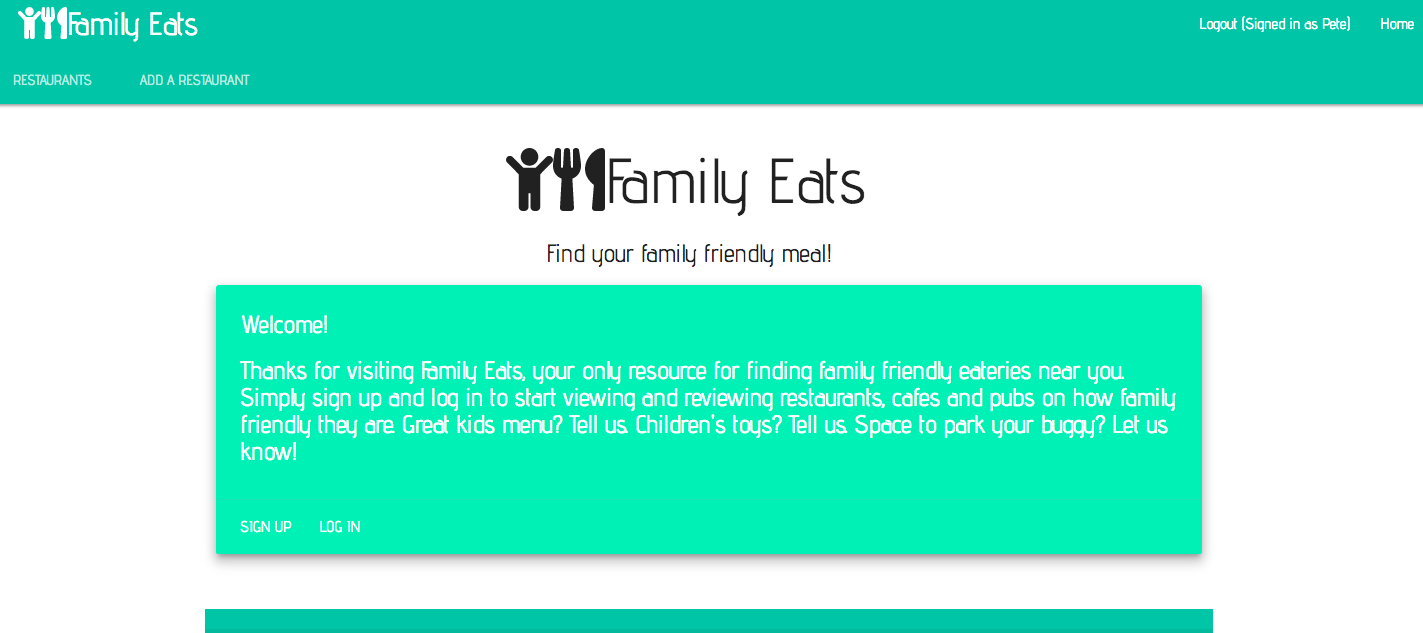 Family Eats
Logout (Signed in as Pete)
Home
RESTAURANTS
ADD A RESTAURANT
Family Eats
Find your family friendly meal!
Welcome!
Thanks for visiting Family Eats, your only resource for finding family friendly eateries near you.
Simply sign up and log in to start viewing and reviewing restaurants, cafes and pubs on how family
friendly they are. Great kids menu? Tell us. Children's toys? Tell us. Space to park your buggy? Let us
know!
SIGN UP
LOG IN